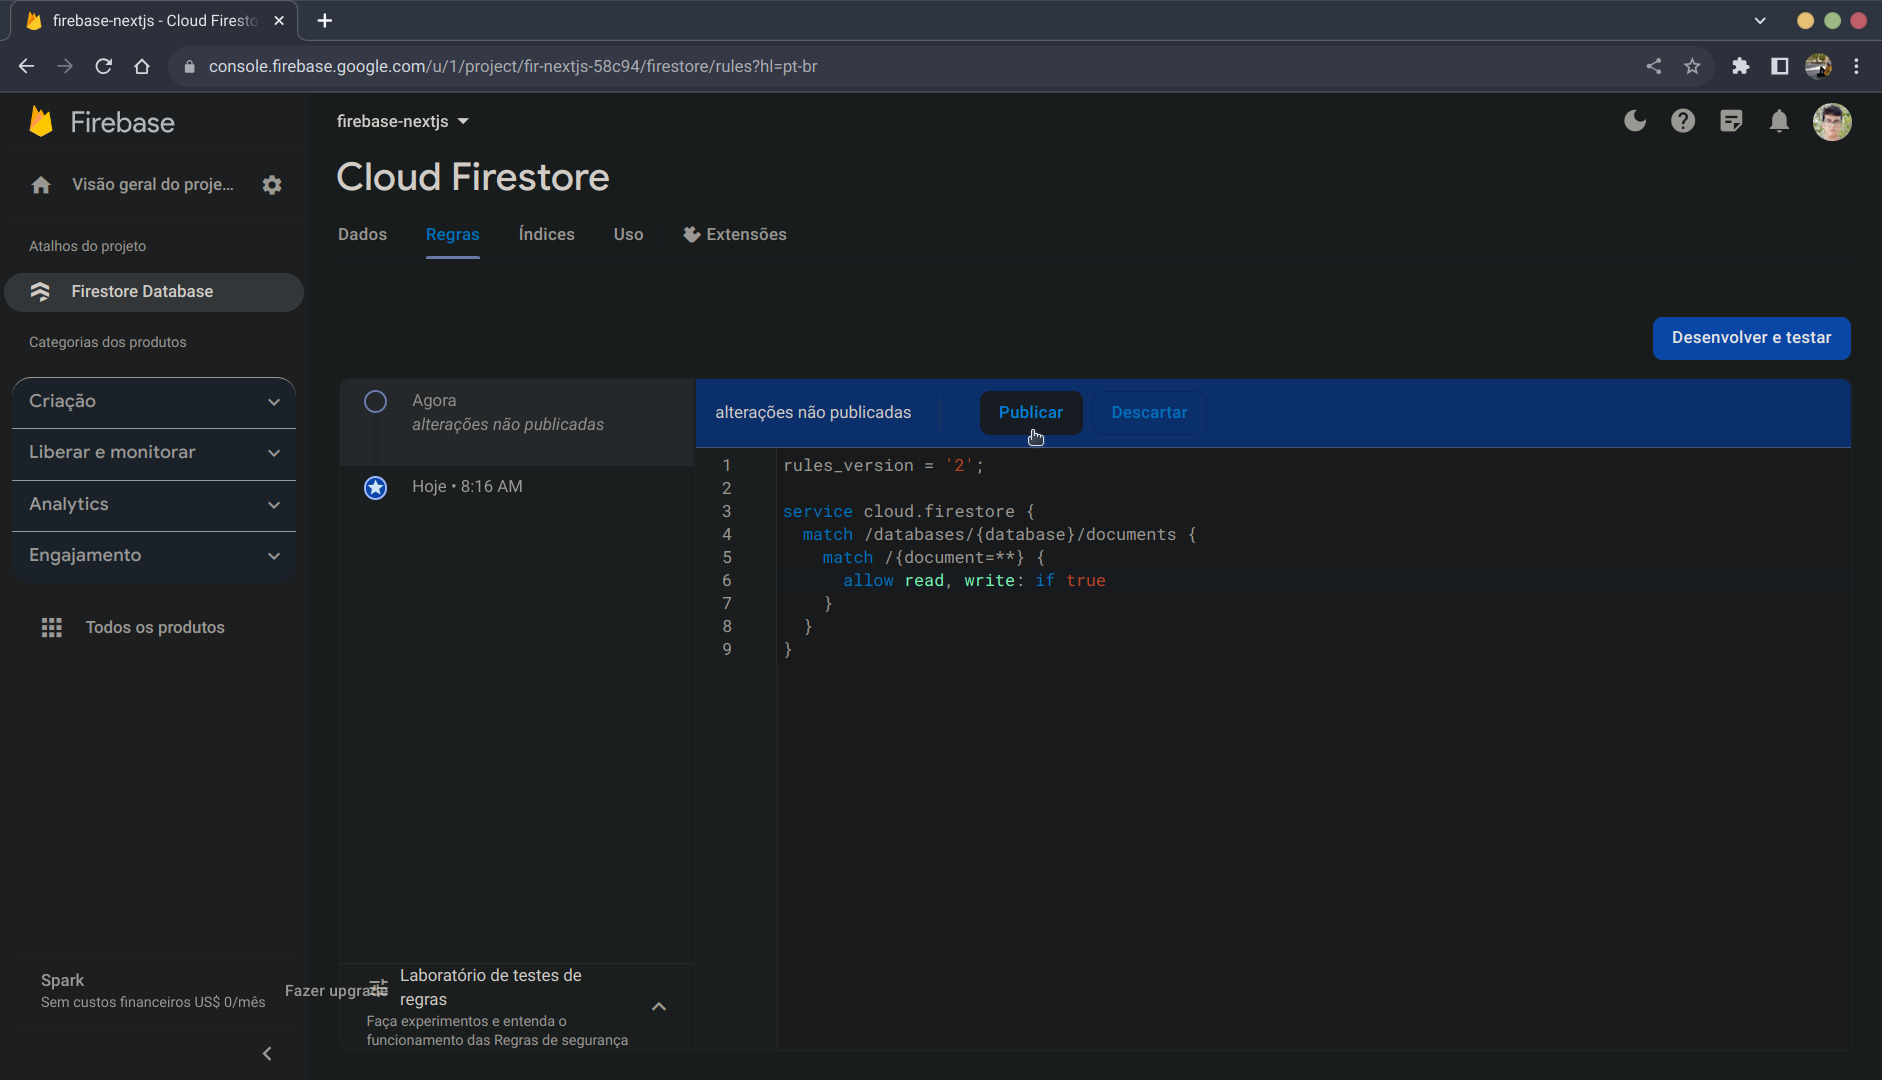 firebase-nextjs - Cloud Firesto
console.firebase.google.com/u/1/project/fir-nextjs-58c94/firestore/rules?hl=pt-br
Firebase
firebase-nextjs
Visão geral do proje...
Cloud Firestore
Dados
Regras
Índices
Uso
Extensões
Atalhos do projeto
Firestore Database
Categorias dos produtos
Criação
Liberar e monitorar
Analytics
Engajamento
Todos os produtos
Desenvolver e testar
Agora
alterações não publicadas
Hoje • 8:16 AM
alterações não publicadas
Publicar
Descartar
1 rules_version = '2';
2
3 service cloud.firestore {
4 match /databases/{database}/documents {
5 match /{document=**} {
6 allow read, write: if true
7 }
8 }
9 }
Spark
Sem custos financeiros US$ 0/mês
Fazer upgrade
Laboratório de testes de
regras
Faça experimentos e entenda o
funcionamento das Regras de segurança